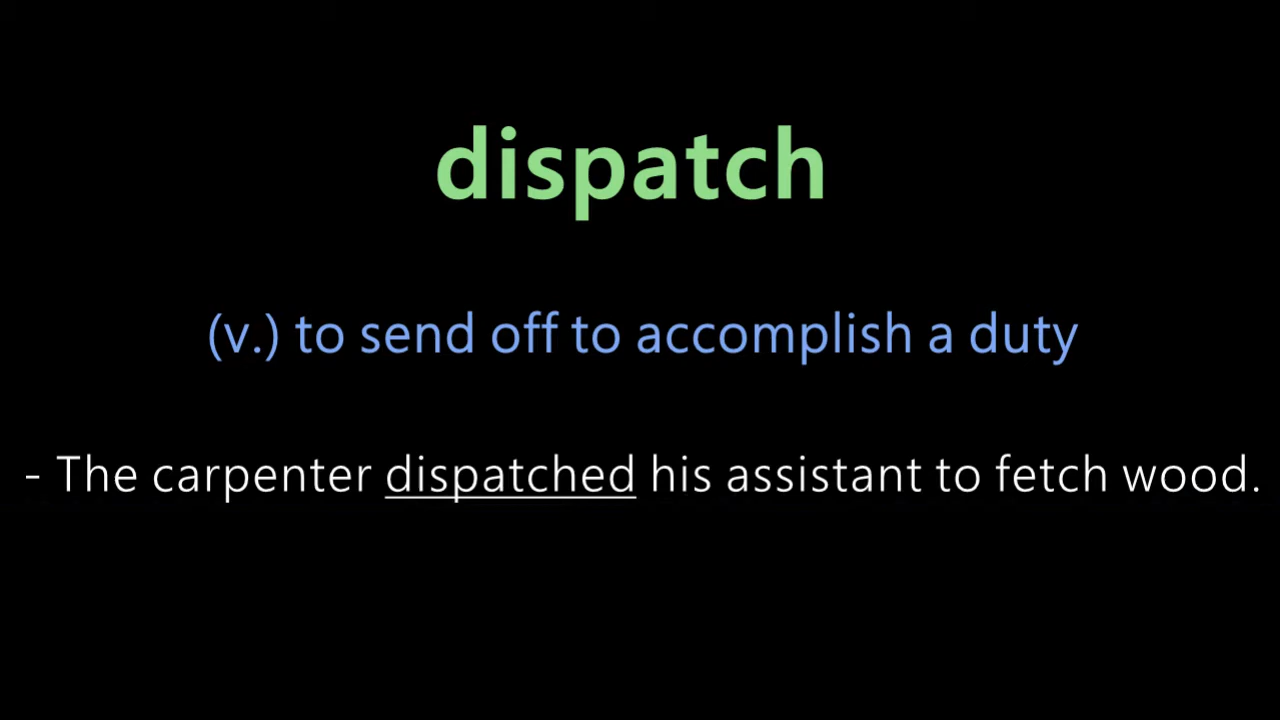 dispatch
(v.) to send off to accomplish a duty
- The carpenter dispatched his assistant to fetch wood.